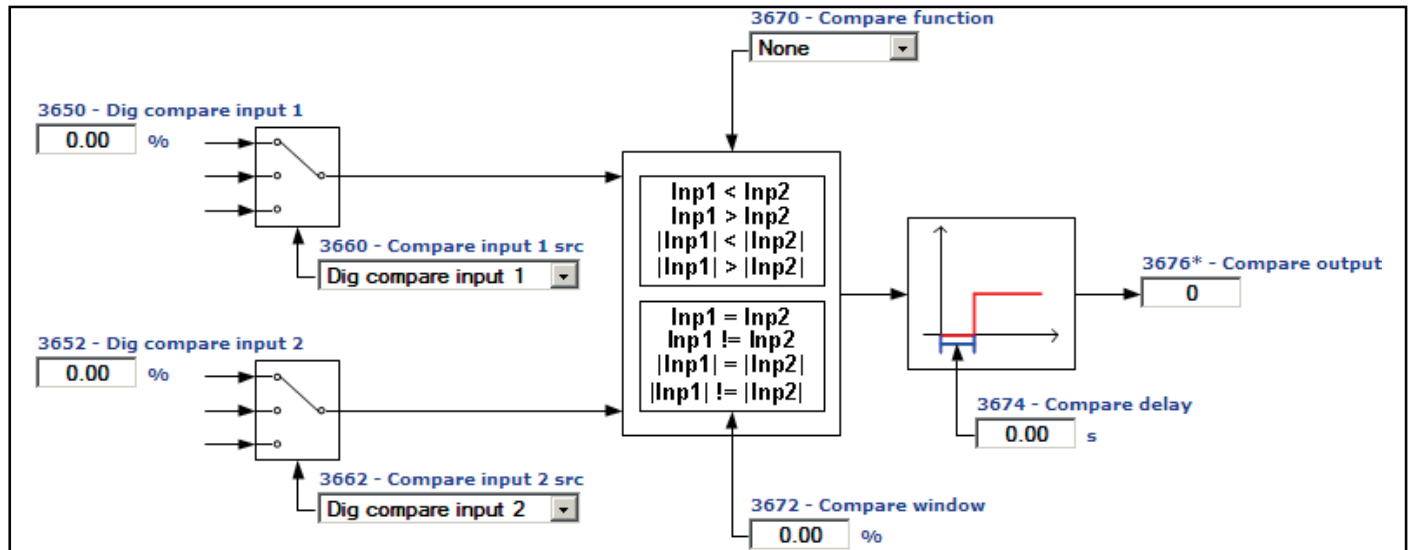 3670 - Compare function
None
3650 - Dig compare input 1
0.00 %
3660 - Compare input 1 src
Dig compare input 1
Inp1 < Inp2
Inp1 > Inp2
|Inp1| < |Inp2|
|Inp1| > |Inp2|
Inp1 = Inp2
Inp1 != Inp2
|Inp1| = |Inp2|
|Inp1| != |Inp2|
3676* - Compare output
0
3652 - Dig compare input 2
0.00 %
3674 - Compare delay
0.00 s
3662 - Compare input 2 src
Dig compare input 2
3672 - Compare window
0.00 %